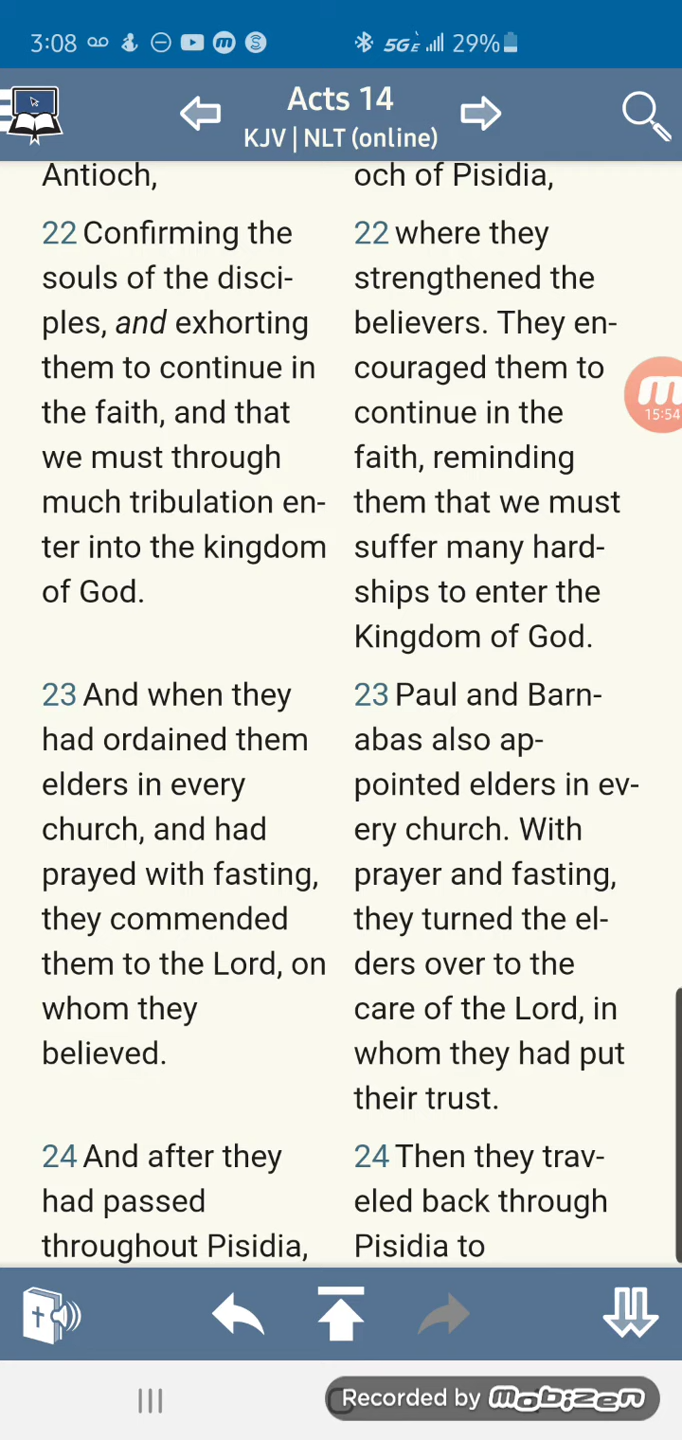 3:08 5GE 29%
Acts 14
KJV | NLT (online)
Antioch,
22 Confirming the
souls of the disci-
ples, and exhorting
them to continue in
the faith, and that
we must through
much tribulation en-
ter into the kingdom
of God.
23 And when they
had ordained them
elders in every
church, and had
prayed with fasting,
they commended
them to the Lord, on
whom they
believed.
24 And after they
had passed
throughout Pisidia,
och of Pisidia,
22 where they
strengthened the
believers. They en-
couraged them to
continue in the
faith, reminding
them that we must
suffer many hard-
ships to enter the
Kingdom of God.
23 Paul and Barn-
abas also ap-
pointed elders in ev-
ery church. With
prayer and fasting,
they turned the el-
ders over to the
care of the Lord, in
whom they had put
their trust.
24 Then they trav-
eled back through
Pisidia to
15:54
Recorded by mobizen